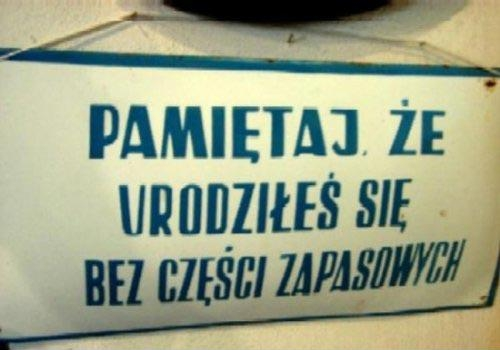 PAMIĘTAJ, ŻE
URODZIŁEŚ SIĘ
BEZ CZĘŚCI ZAPASOWYCH